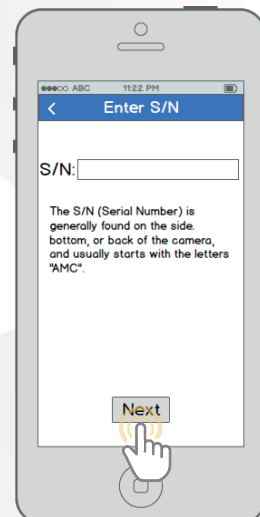 ABC 11:22 PM
< Enter S/N
S/N:
The S/N (Serial Number) is
generally found on the side.
bottom, or back of the camera,
and usually starts with the letters
"AMC".
Next